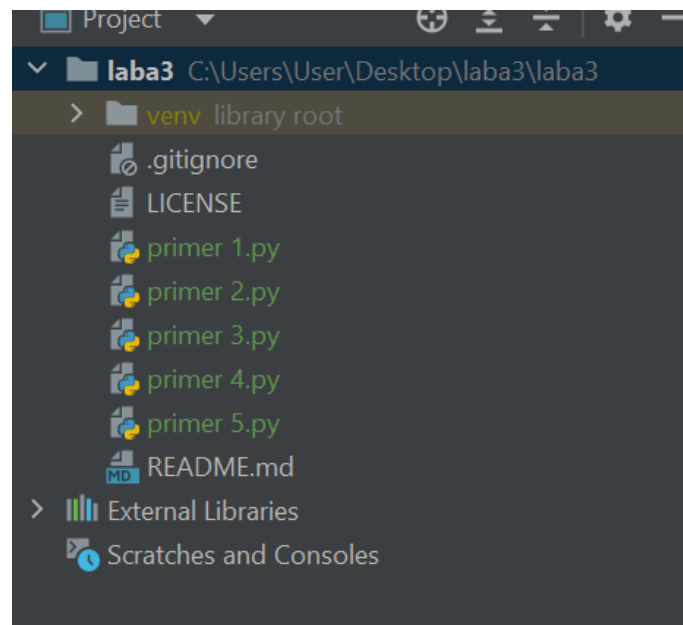 Project
laba3 C:\Users\User\Desktop\laba3\laba3
venv library root
.gitignore
LICENSE
primer 1.py
primer 2.py
primer 3.py
primer 4.py
primer 5.py
MD README.md
External Libraries
Scratches and Consoles